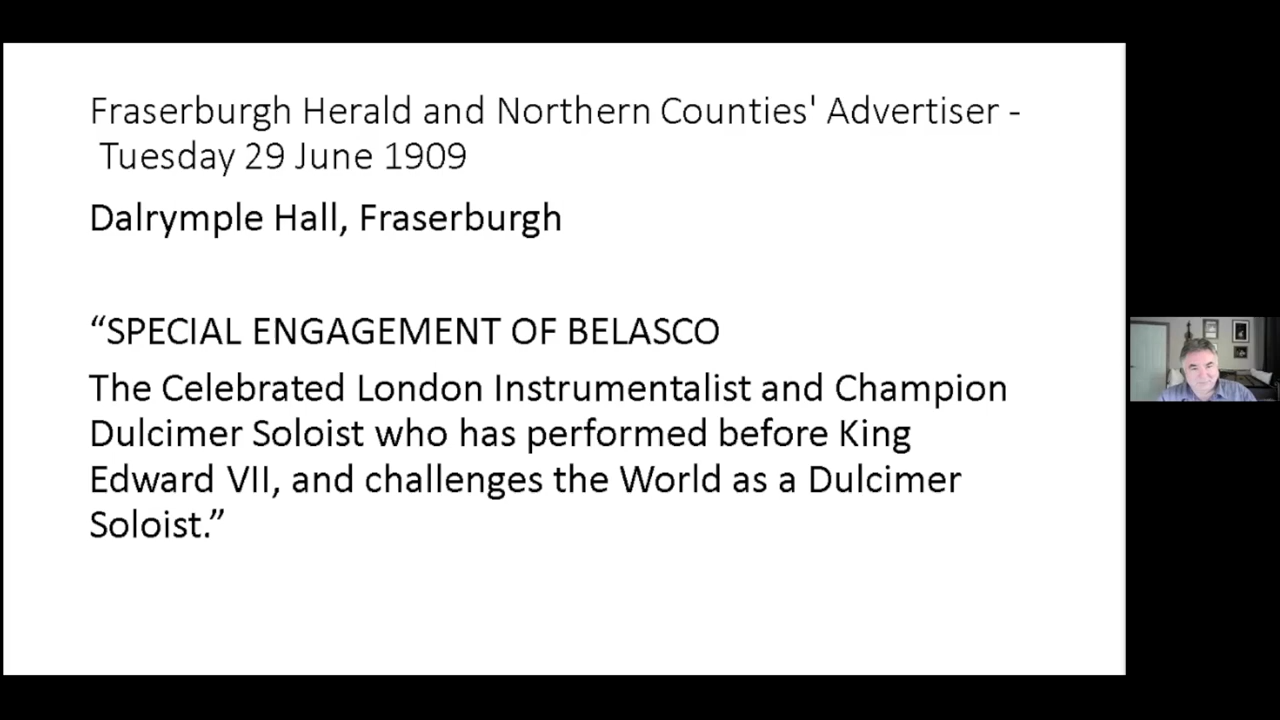 Fraserburgh Herald and Northern Counties' Advertiser -
Tuesday 29 June 1909
Dalrymple Hall, Fraserburgh
“SPECIAL ENGAGEMENT OF BELASCO
The Celebrated London Instrumentalist and Champion
Dulcimer Soloist who has performed before King
Edward VII, and challenges the World as a Dulcimer
Soloist.”